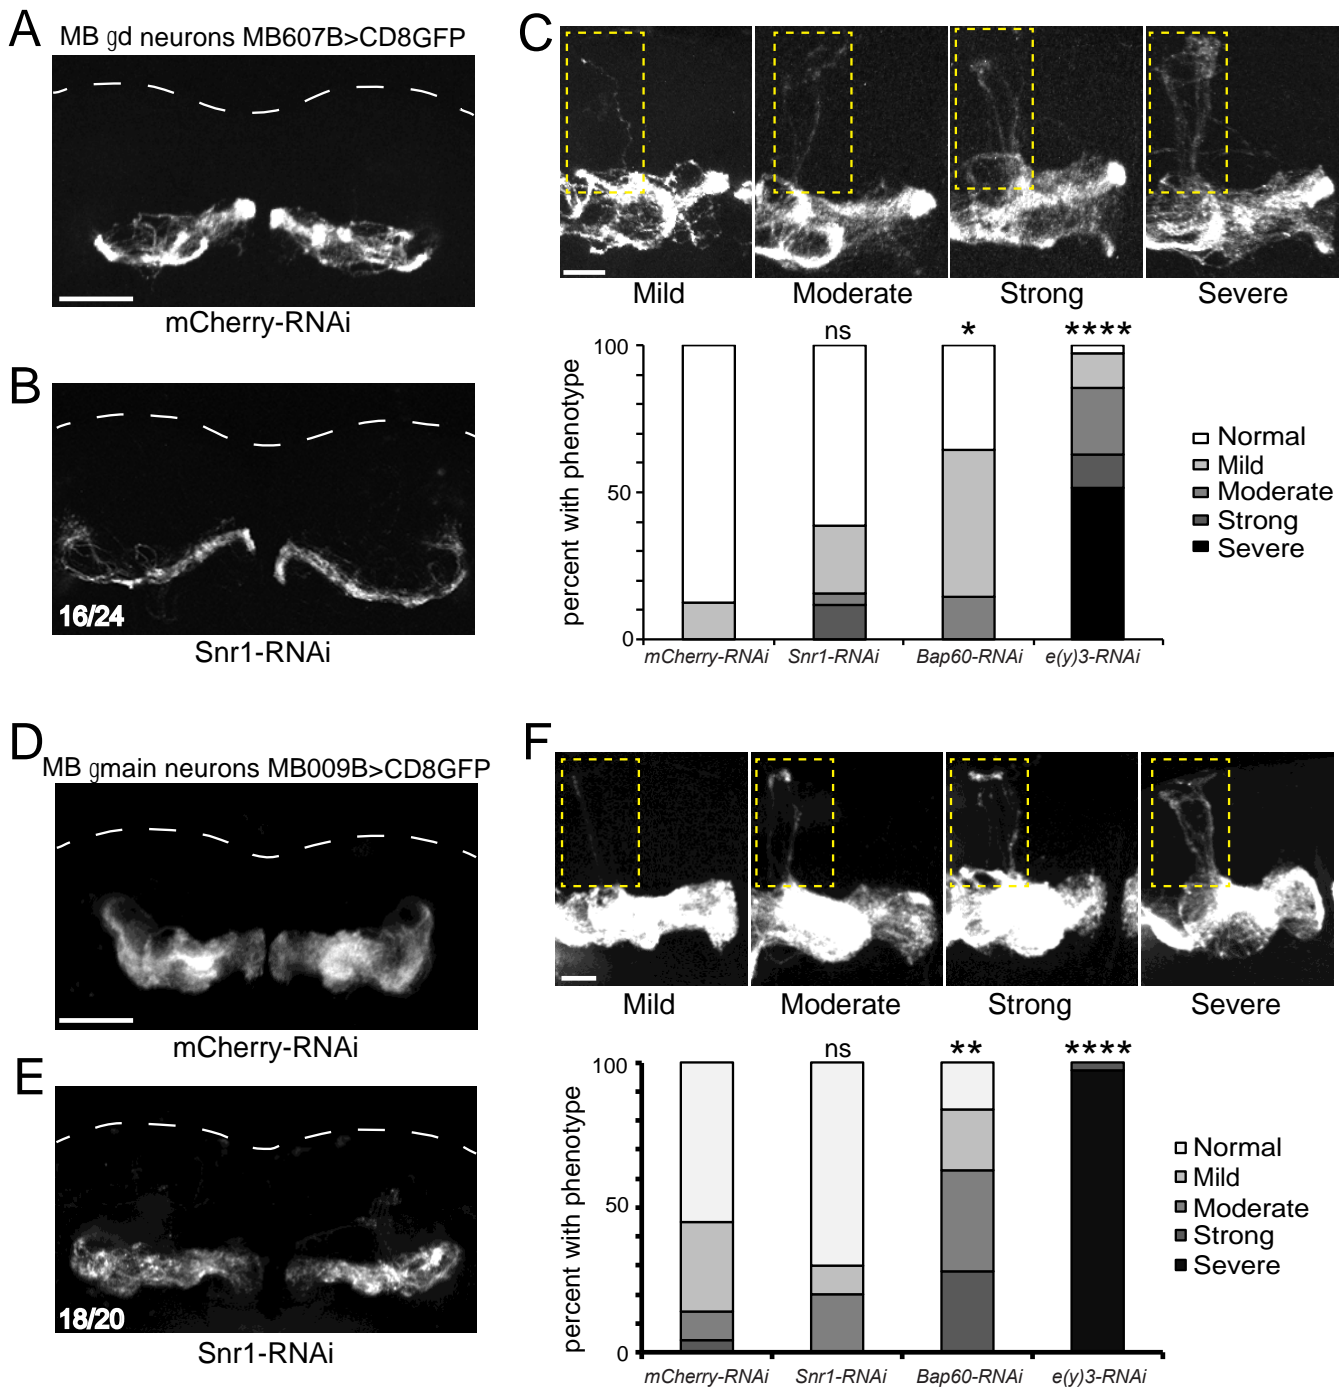 A
MB gd neurons MB607B>CD8GFP
mCherry-RNAi
B
16/24
Snr1-RNAi
C
Mild Moderate Strong Severe
ns * ****
percent with phenotype
100
50
0
mCherry-RNAi Snr1-RNAi Bap60-RNAi e(y)3-RNAi
Normal
Mild
Moderate
Strong
Severe
D
MB gmain neurons MB009B>CD8GFP
mCherry-RNAi
E
18/20
Snr1-RNAi
F
Mild Moderate Strong Severe
ns ** ****
percent with phenotype
100
50
0
mCherry-RNAi Snr1-RNAi Bap60-RNAi e(y)3-RNAi
Normal
Mild
Moderate
Strong
Severe